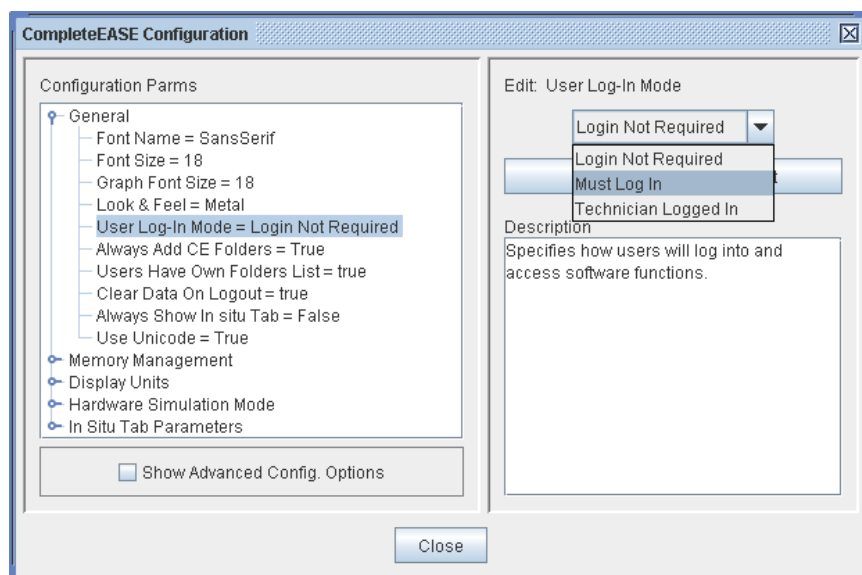 CompleteEASE Configuration
Configuration Parms
General
Font Name = SansSerif
Font Size = 18
Graph Font Size = 18
Look & Feel = Metal
User Log-In Mode = Login Not Required
Always Add CE Folders = True
Users Have Own Folders List = true
Clear Data On Logout = true
Always Show In situ Tab = False
Use Unicode = True
Memory Management
Display Units
Hardware Simulation Mode
In Situ Tab Parameters
Show Advanced Config. Options
Edit: User Log-In Mode
Login Not Required
Login Not Required
Must Log In
Technician Logged In
Description
Specifies how users will log into and
access software functions.
Close